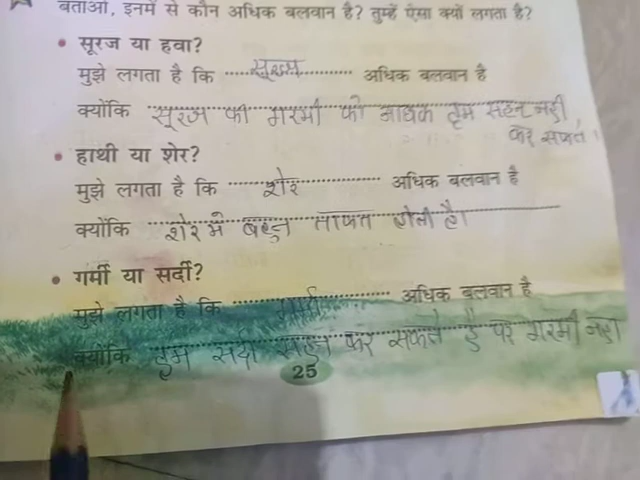 बताओ, इनमें से कौन अधिक बलवान है? तुम्हें ऐसा क्यों लगता है?
• सूरज या हवा?
मुझे लगता है कि सूरज अधिक बलवान है
क्योंकि सूरज की गरमी को अधिक हम सहन नही
कर सकते।
• हाथी या शेर?
मुझे लगता है कि शेर अधिक बलवान है
क्योंकि शेर मे बहुत ताकत होती है।
• गर्मी या सर्दी?
मुझे लगता है कि गर्मी अधिक बलवान है
क्योंकि हम सर्दी सहन कर सकते है पर गरमी नही
25